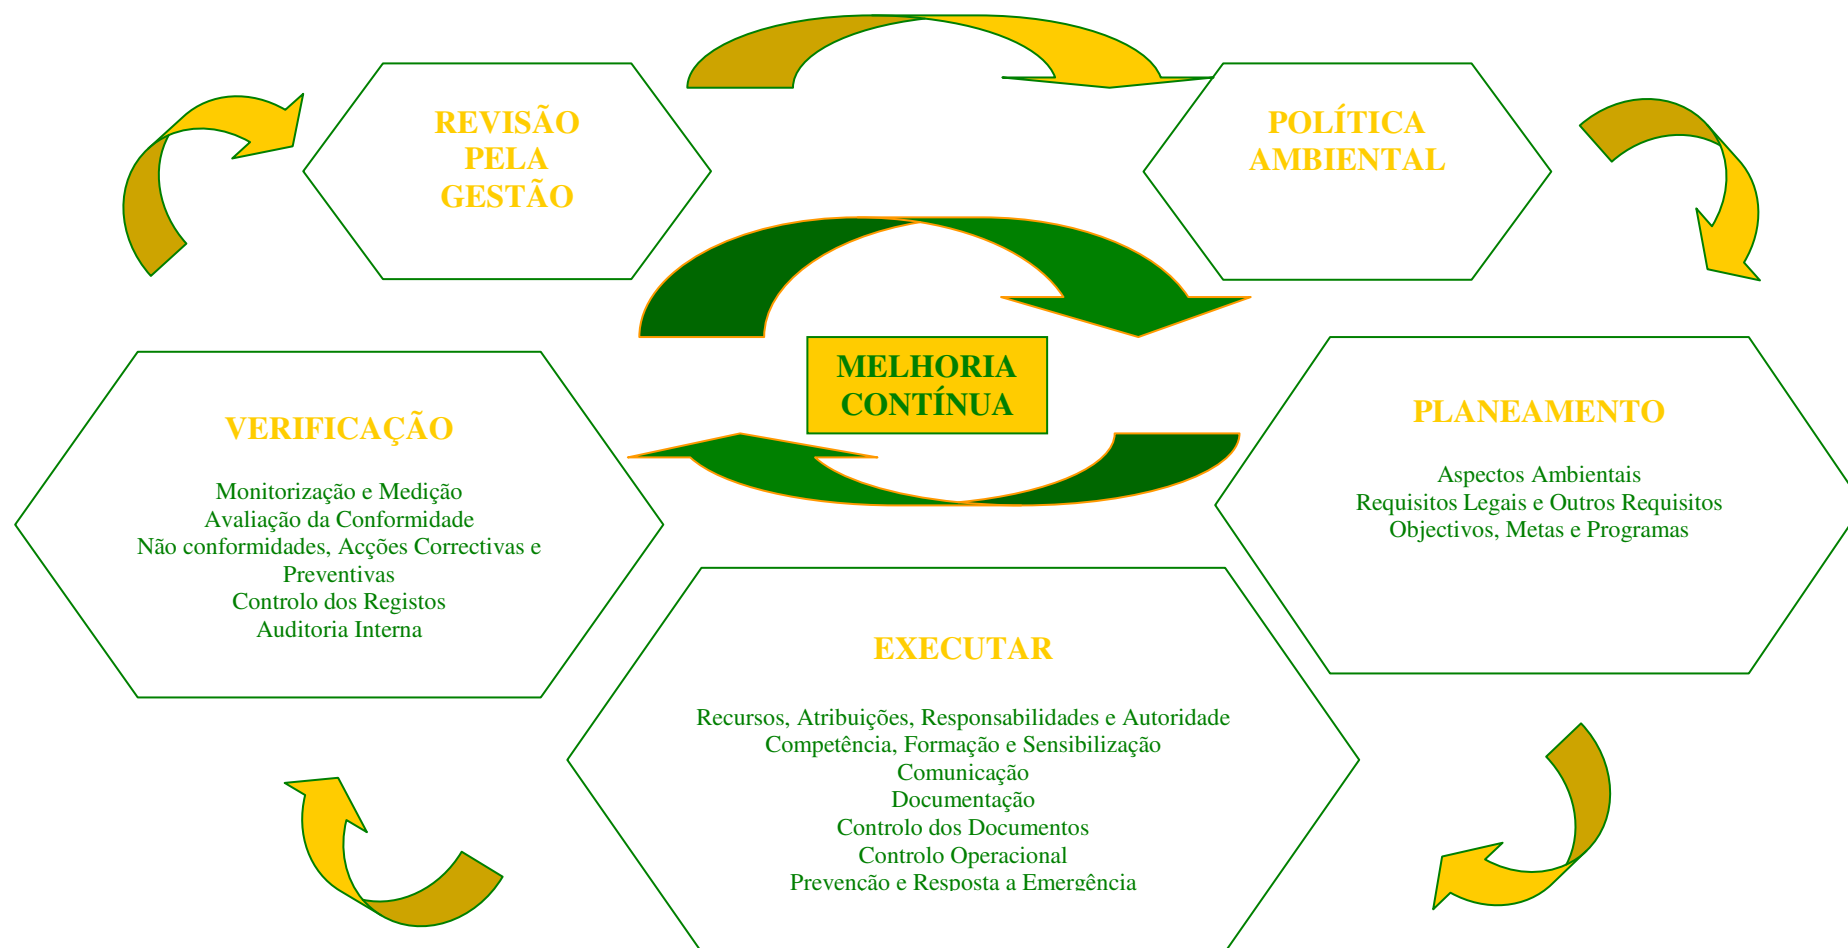 REVISÃO
PELA
GESTÃO
POLÍTICA
AMBIENTAL
MELHORIA
CONTÍNUA
VERIFICAÇÃO
Monitorização e Medição
Avaliação da Conformidade
Não conformidades, Acções Correctivas e
Preventivas
Controlo dos Registos
Auditoria Interna
PLANEAMENTO
Aspectos Ambientais
Requisitos Legais e Outros Requisitos
Objectivos, Metas e Programas
EXECUTAR
Recursos, Atribuições, Responsabilidades e Autoridade
Competência, Formação e Sensibilização
Comunicação
Documentação
Controlo dos Documentos
Controlo Operacional
Prevenção e Resposta a Emergência